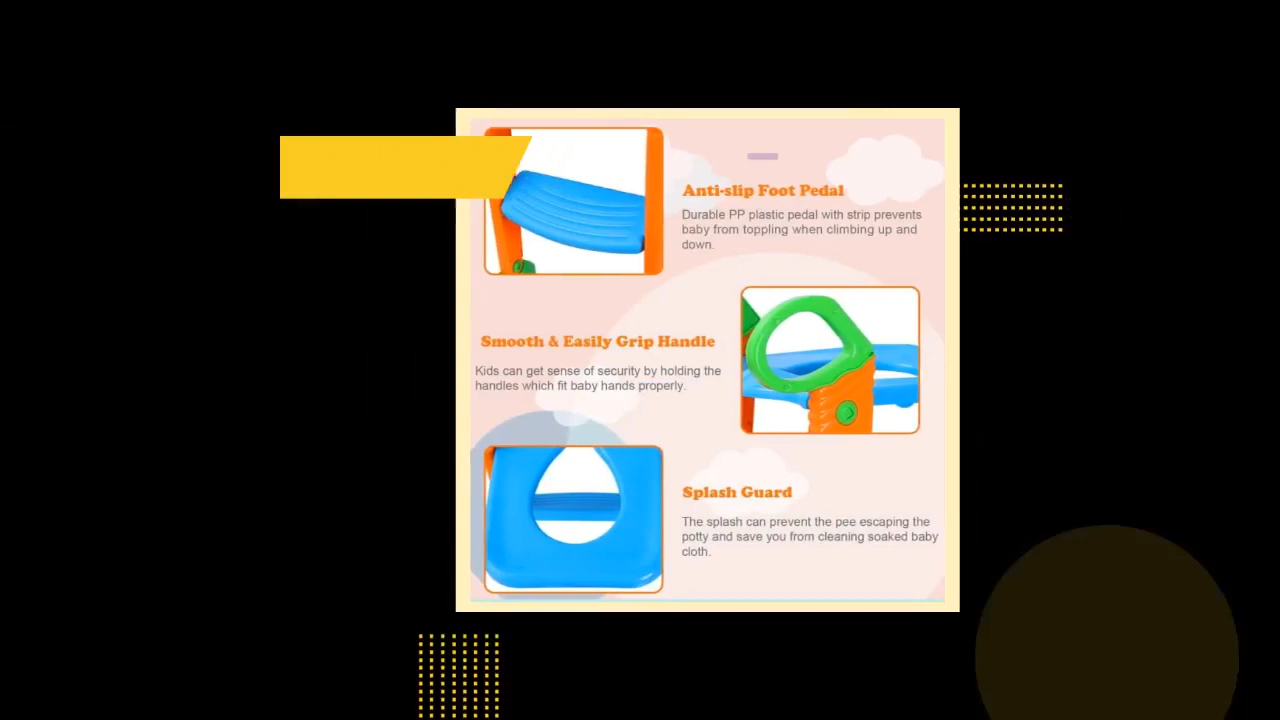 Anti-slip Foot Pedal
Durable PP plastic pedal with strip prevents
baby from toppling when climbing up and
down.
Smooth & Easily Grip Handle
Kids can get sense of security by holding the
handles which fit baby hands properly.
Splash Guard
The splash can prevent the pee escaping the
potty and save you from cleaning soaked baby
cloth.